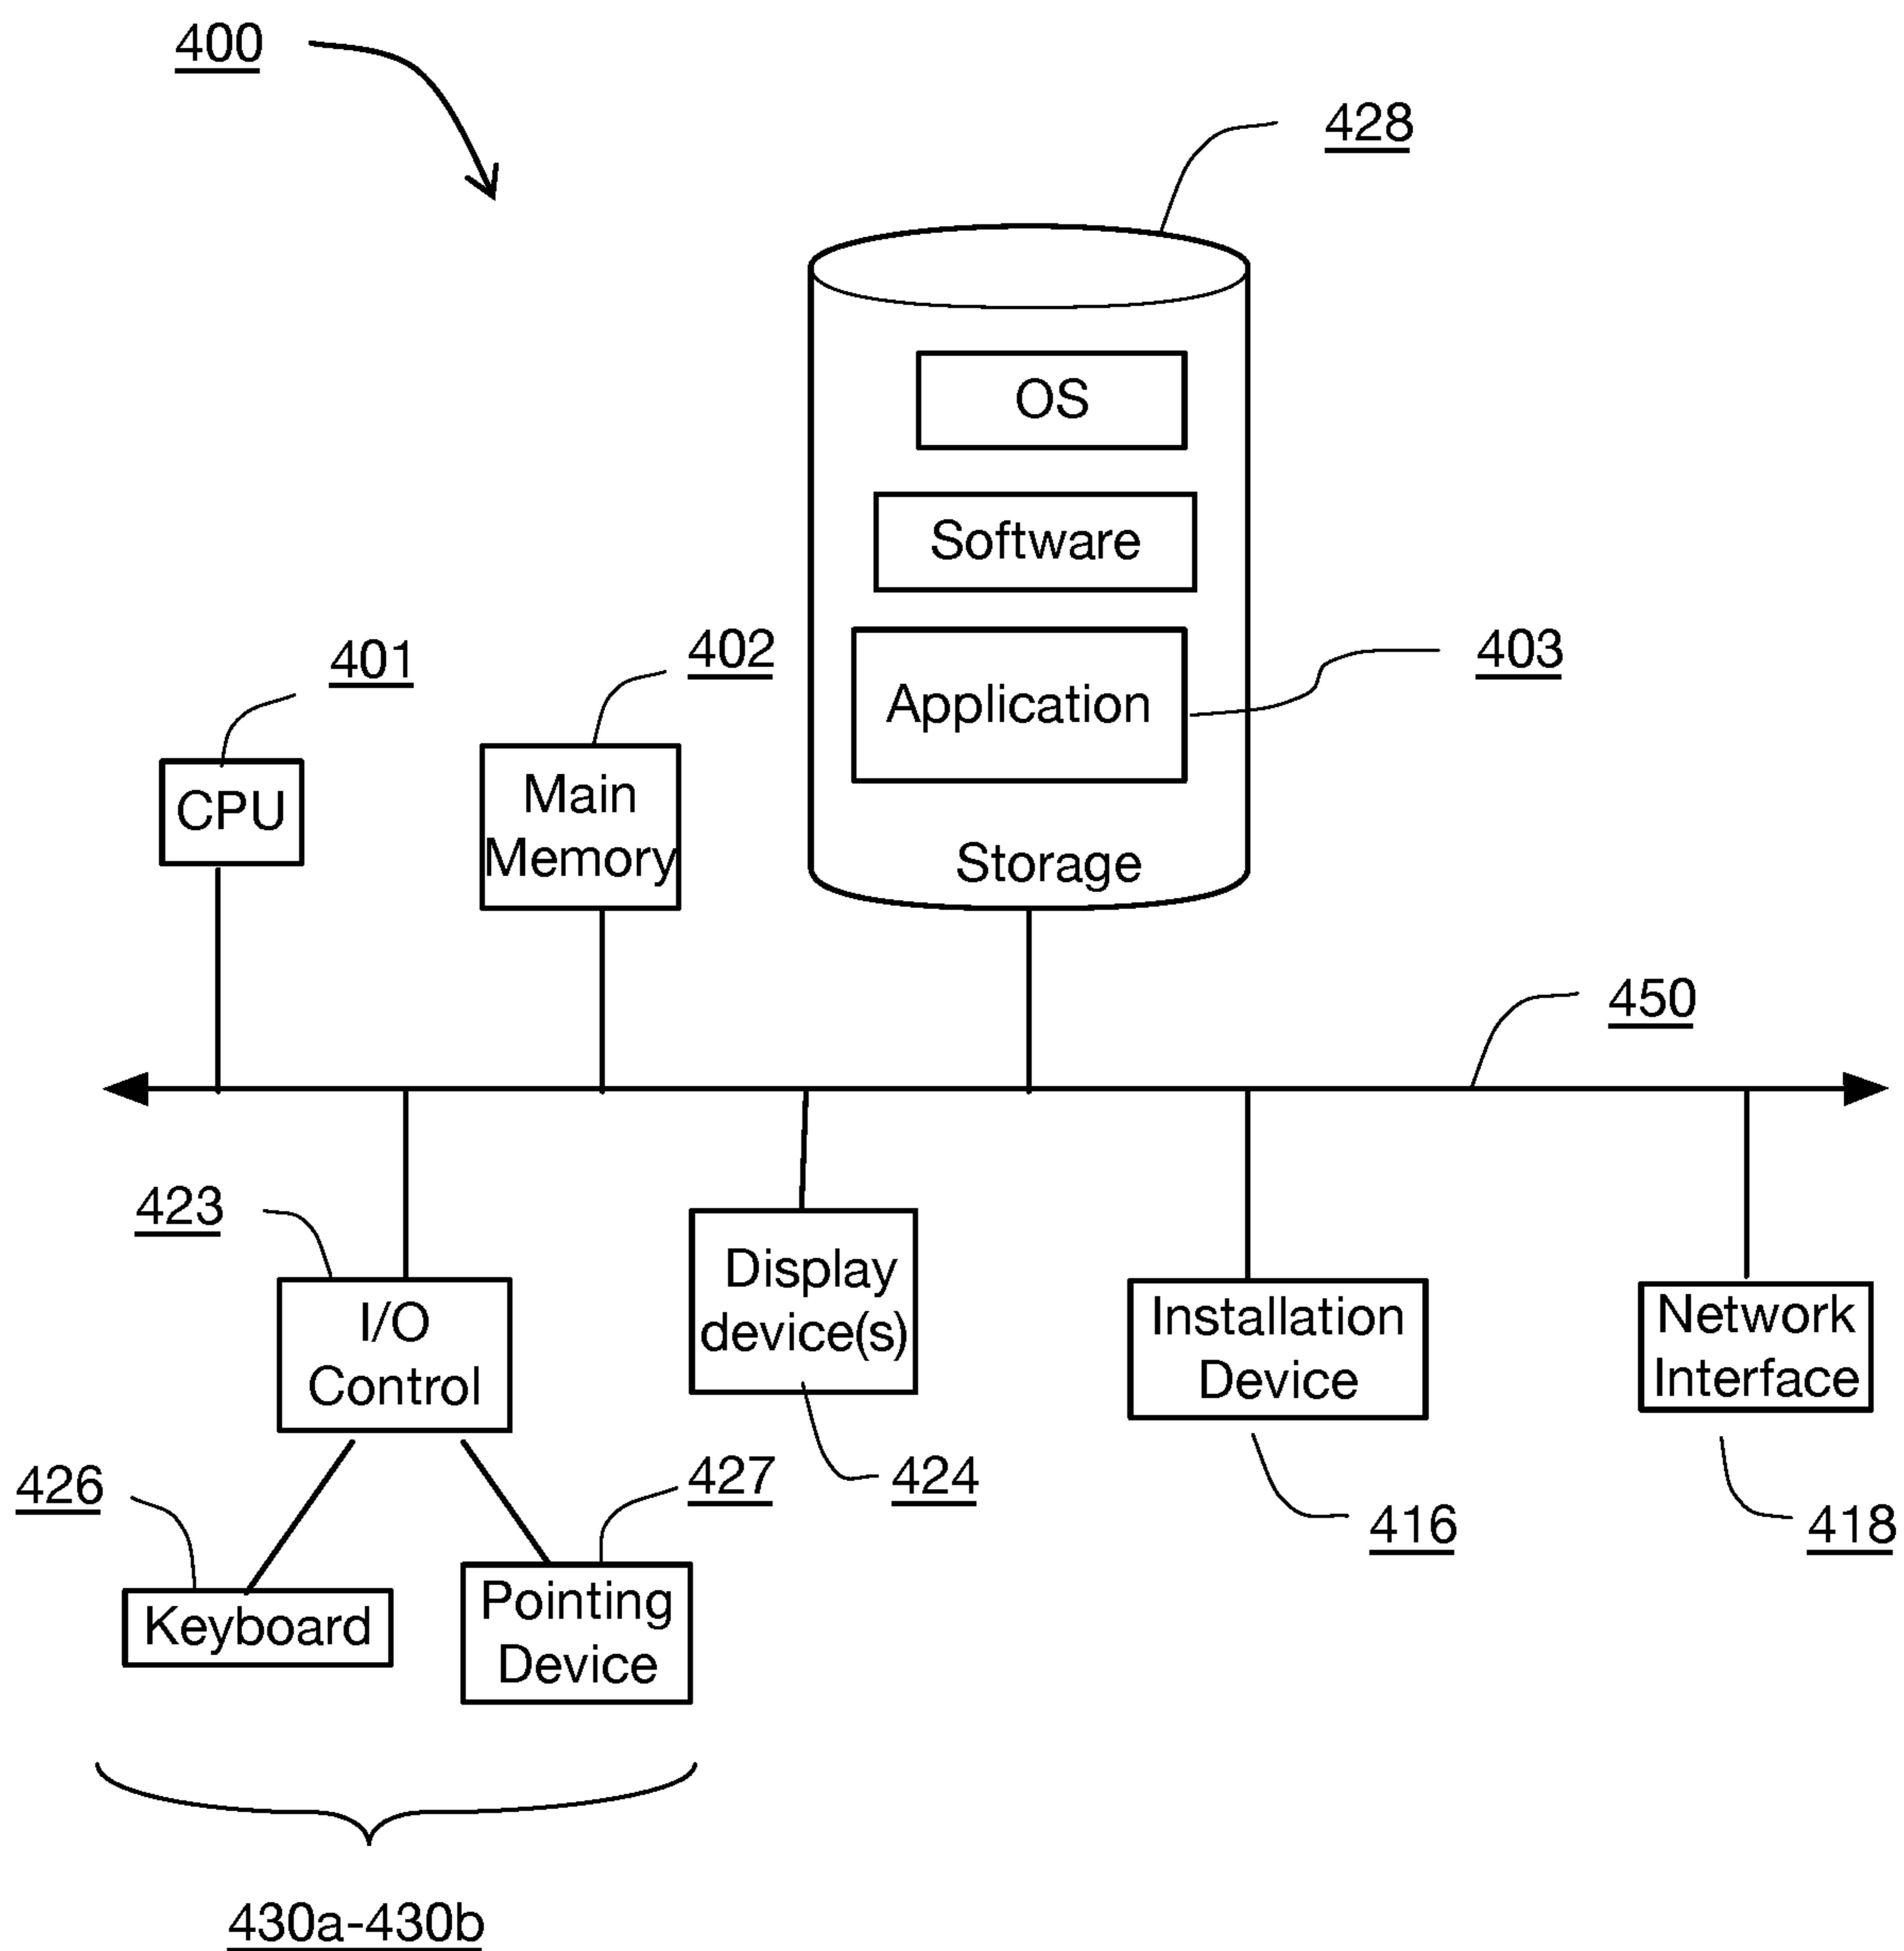 400
428
OS
Software
401
402
403
Application
CPU
Main
Memory
Storage
450
423
I/O
Control
Display
device(s)
Installation
Device
Network
Interface
426
427
424
416
418
Keyboard
Pointing
Device
430a-430b